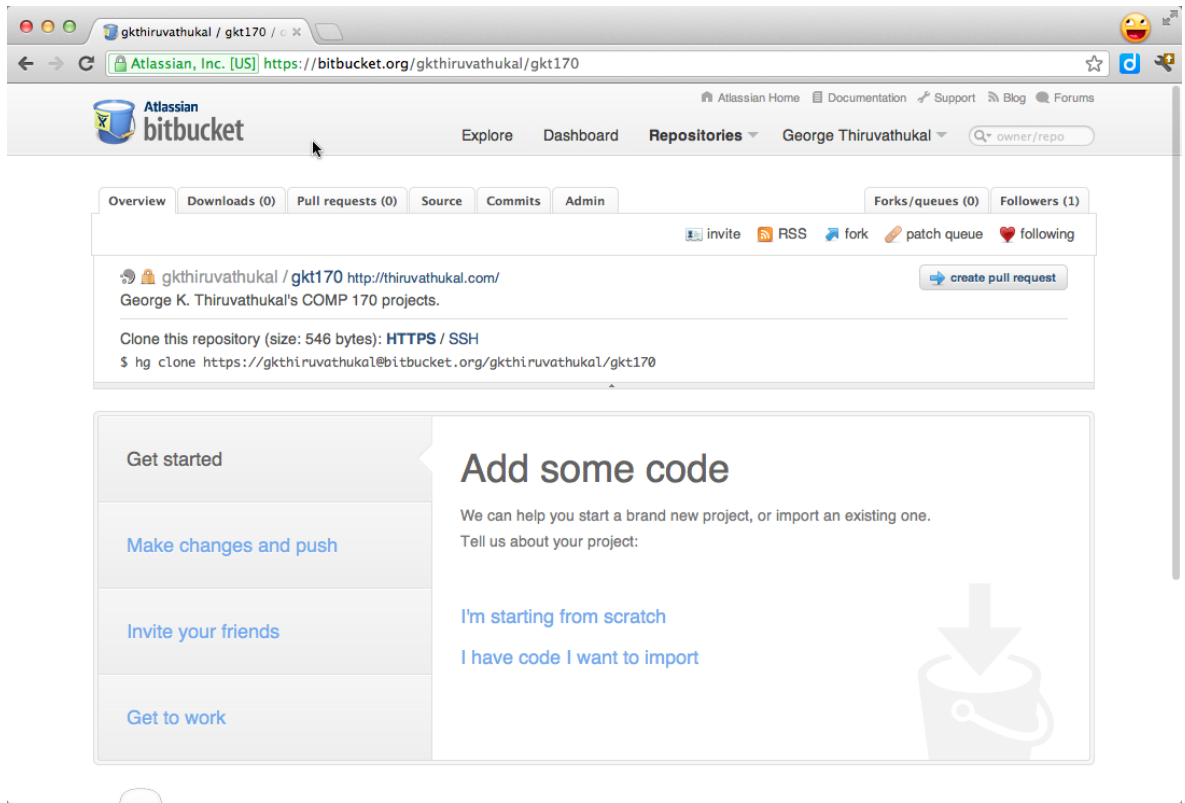 gkthiruvathukal / gkt170 /
Atlassian, Inc. [US] https://bitbucket.org/gkthiruvathukal/gkt170
Atlassian Home Documentation Support Blog Forums
Atlassian
bitbucket
Explore Dashboard Repositories George Thiruvathukal owner/repo
Overview Downloads (0) Pull requests (0) Source Commits Admin Forks/queues (0) Followers (1)
invite RSS fork patch queue following
gkthiruvathukal / gkt170 http://thiruvathukal.com/
create pull request
George K. Thiruvathukal's COMP 170 projects.
Clone this repository (size: 546 bytes): HTTPS / SSH
$ hg clone https://gkthiruvathukal@bitbucket.org/gkthiruvathukal/gkt170
Get started
Make changes and push
Invite your friends
Get to work
Add some code
We can help you start a brand new project, or import an existing one.
Tell us about your project:
I'm starting from scratch
I have code I want to import